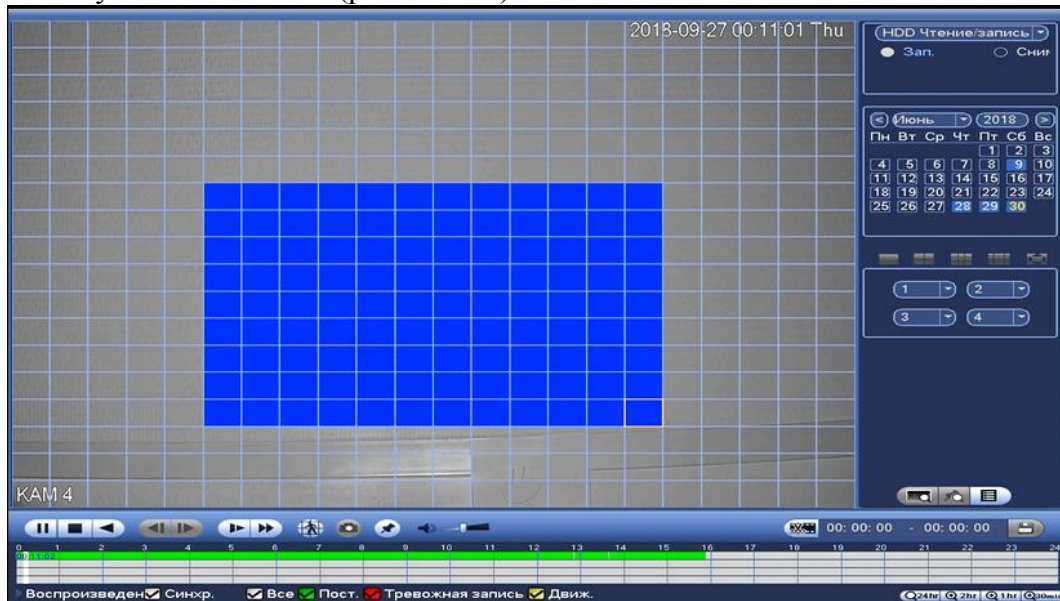 2018-09-27 00:11:01 Thu
HDD Чтение/запись
Зап. Сним
Июнь 2018
Пн Вт Ср Чт Пт Сб Вс
1 2 3
4 5 6 7 8 9 10
11 12 13 14 15 16 17
18 19 20 21 22 23 24
25 26 27 28 29 30
1 2
3 4
КАМ 4
00: 00: 00 - 00: 00: 00
0 1 2 3 4 5 6 7 8 9 10 11 12 13 14 15 16 17 18 19 20 21 22 23 24
00:11:02
Воспроизведен Синхр. Все Пост. Тревожная запись Движ.
24hr 2hr 1hr 30min